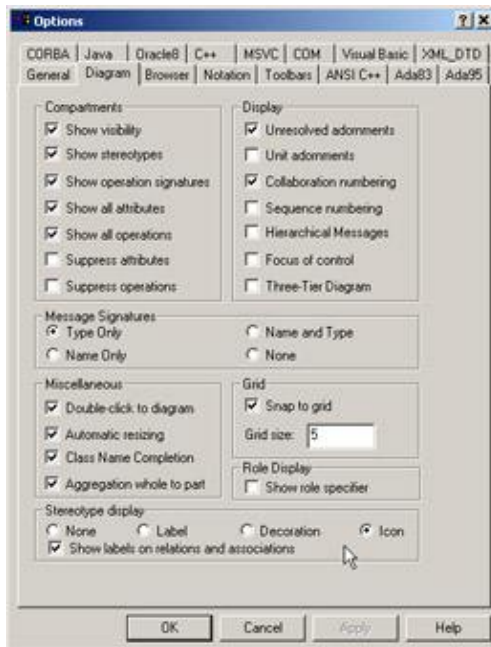 Options
CORBA Java Oracle8 C++ MSVC COM Visual Basic XML_DTD
General Diagram Browser Notation Toolbars ANSI C++ Ada83 Ada95
Compartments
Show visibility
Show stereotypes
Show operation signatures
Show all attributes
Show all operations
Suppress attributes
Suppress operations
Display
Unresolved adornments
Unit adornments
Collaboration numbering
Sequence numbering
Hierarchical Messages
Focus of control
Three-Tier Diagram
Message Signatures
Type Only Name and Type
Name Only None
Miscellaneous
Double-click to diagram
Automatic resizing
Class Name Completion
Aggregation whole to part
Grid
Snap to grid
Grid size: 5
Role Display
Show role specifier
Stereotype display
None Label Decoration Icon
Show labels on relations and associations
OK Cancel Apply Help